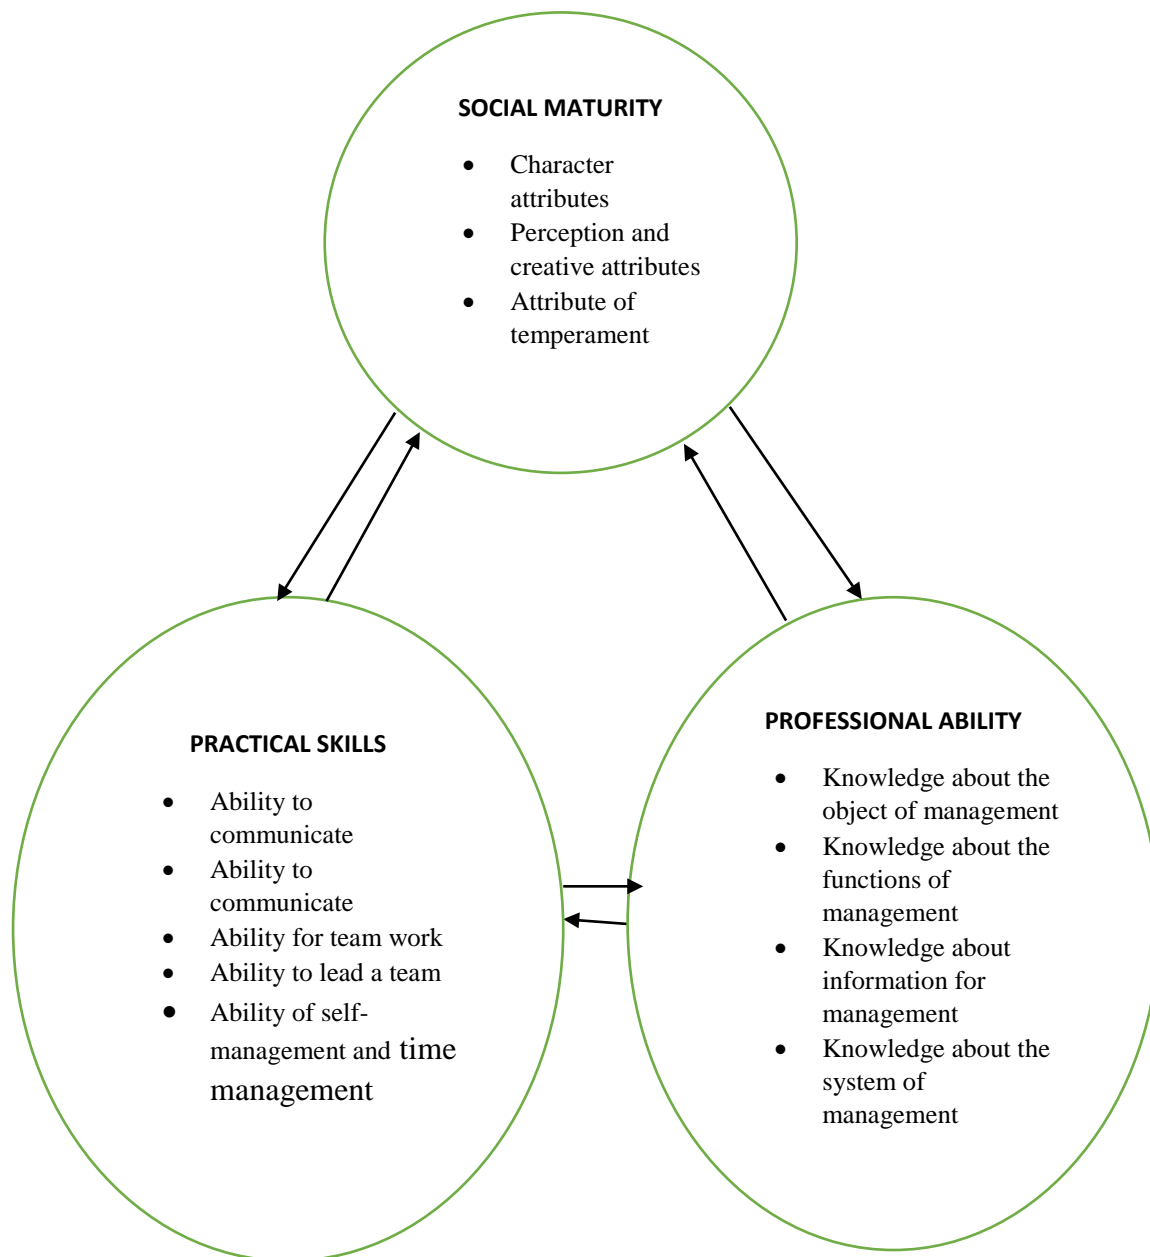 SOCIAL MATURITY
• Character
attributes
• Perception and
creative attributes
• Attribute of
temperament
PRACTICAL SKILLS
• Ability to
communicate
• Ability to
communicate
• Ability for team work
• Ability to lead a team
• Ability of self-
management and time
management
PROFESSIONAL ABILITY
• Knowledge about the
object of management
• Knowledge about the
functions of
management
• Knowledge about
information for
management
• Knowledge about the
system of
management